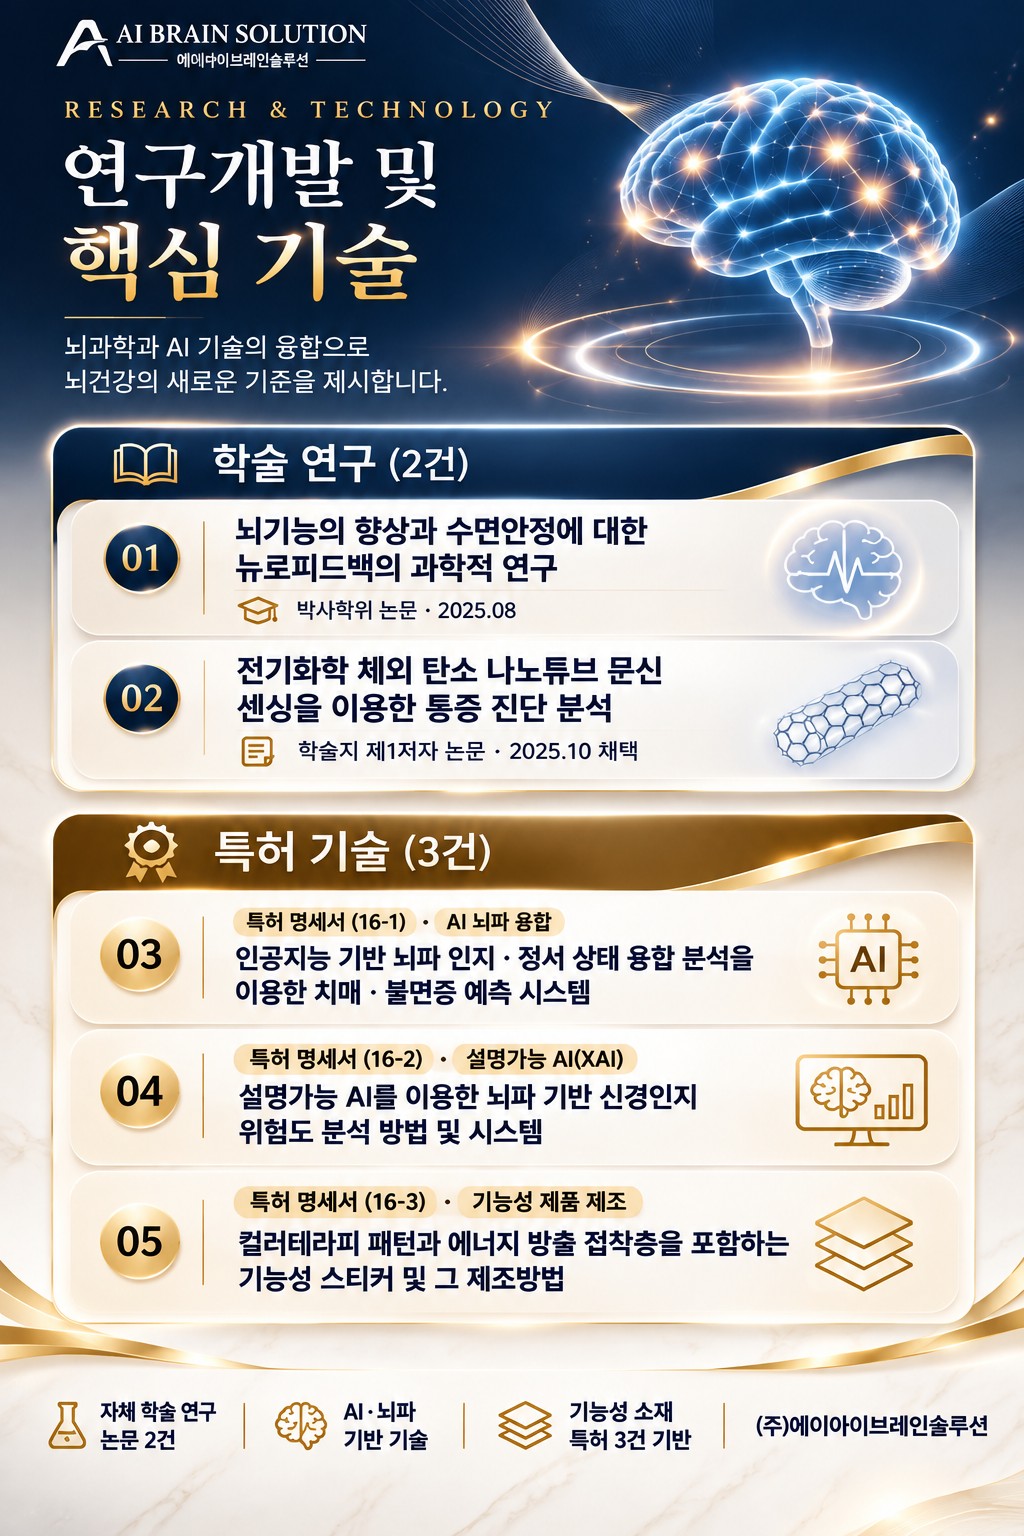 AI BRAIN SOLUTION
에이아이브레인솔루션
RESEARCH & TECHNOLOGY
연구개발 및
핵심 기술
뇌과학과 AI 기술의 융합으로
뇌건강의 새로운 기준을 제시합니다.
학술 연구 (2건)
01
뇌기능의 향상과 수면안정에 대한
뉴로피드백의 과학적 연구
박사학위 논문 · 2025.08
02
전기화학 체외 탄소 나노튜브 문신
센싱을 이용한 통증 진단 분석
학술지 제1저자 논문 · 2025.10 채택
특허 기술 (3건)
03
특허 명세서 (16-1) · AI 뇌파 융합
인공지능 기반 뇌파 인지 · 정서 상태 융합 분석을
이용한 치매 · 불면증 예측 시스템
AI
04
특허 명세서 (16-2) · 설명가능 AI(XAI)
설명가능 AI를 이용한 뇌파 기반 신경인지
위험도 분석 방법 및 시스템
05
특허 명세서 (16-3) · 기능성 제품 제조
컬러테라피 패턴과 에너지 방출 접착층을 포함하는
기능성 스티커 및 그 제조방법
자체 학술 연구
논문 2건
AI · 뇌파
기반 기술
기능성 소재
특허 3건 기반
(주)에이아이브레인솔루션